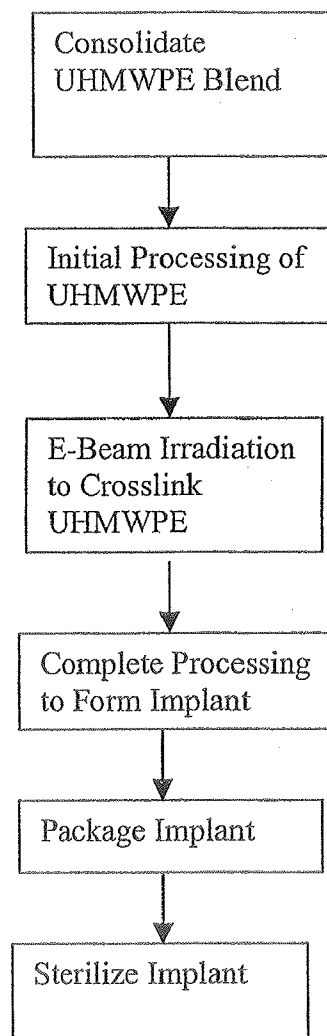 Consolidate
UHMWPE Blend
Initial Processing of
UHMWPE
E-Beam Irradiation
to Crosslink
UHMWPE
Complete Processing
to Form Implant
Package Implant
Sterilize Implant